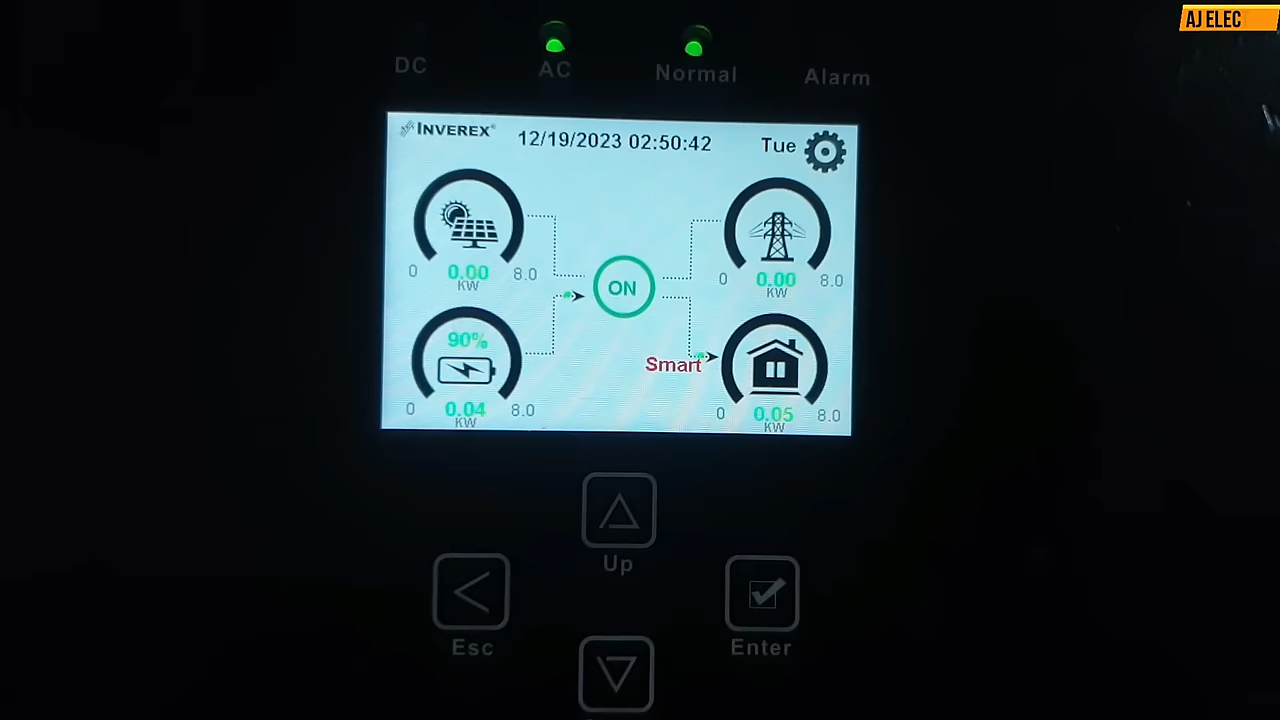 AJ ELEC
DC
AC
Normal
Alarm
INVEREX®
12/19/2023 02:50:42
Tue
0
0.00
8.0
KW
0
0.00
8.0
KW
ON
90%
0
0.04
8.0
KW
Smart
0
0.05
8.0
KW
Up
Esc
Enter